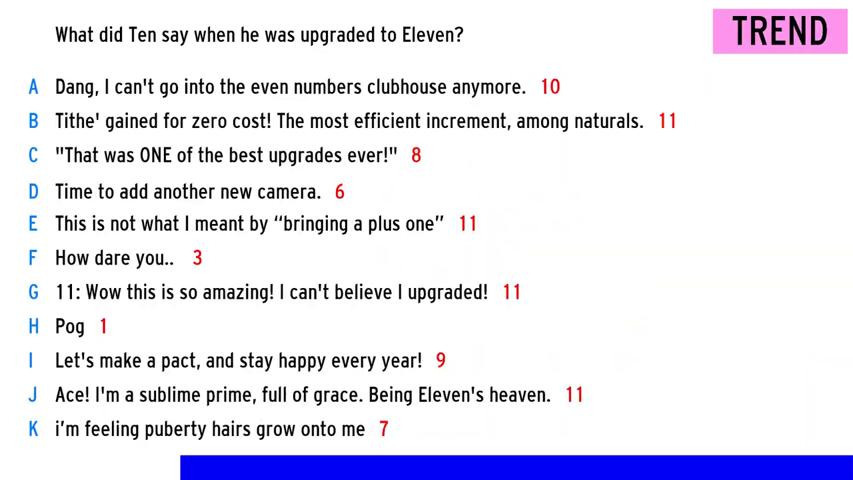 What did Ten say when he was upgraded to Eleven?
TREND
A Dang, I can't go into the even numbers clubhouse anymore. 10
B Tithe' gained for zero cost! The most efficient increment, among naturals. 11
C "That was ONE of the best upgrades ever!" 8
D Time to add another new camera. 6
E This is not what I meant by “bringing a plus one” 11
F How dare you.. 3
G 11: Wow this is so amazing! I can't believe I upgraded! 11
H Pog 1
I Let's make a pact, and stay happy every year! 9
J Ace! I'm a sublime prime, full of grace. Being Eleven's heaven. 11
K i’m feeling puberty hairs grow onto me 7